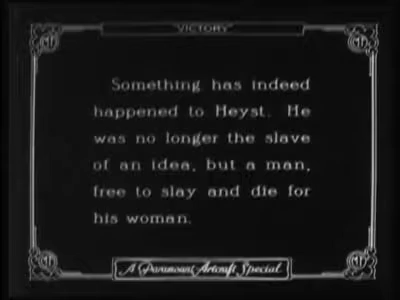 "VICTORY"
Something has indeed
happened to Heyst. He
was no longer the slave
of an idea, but a man,
free to slay and die for
his woman.
A Paramount Artcraft Special